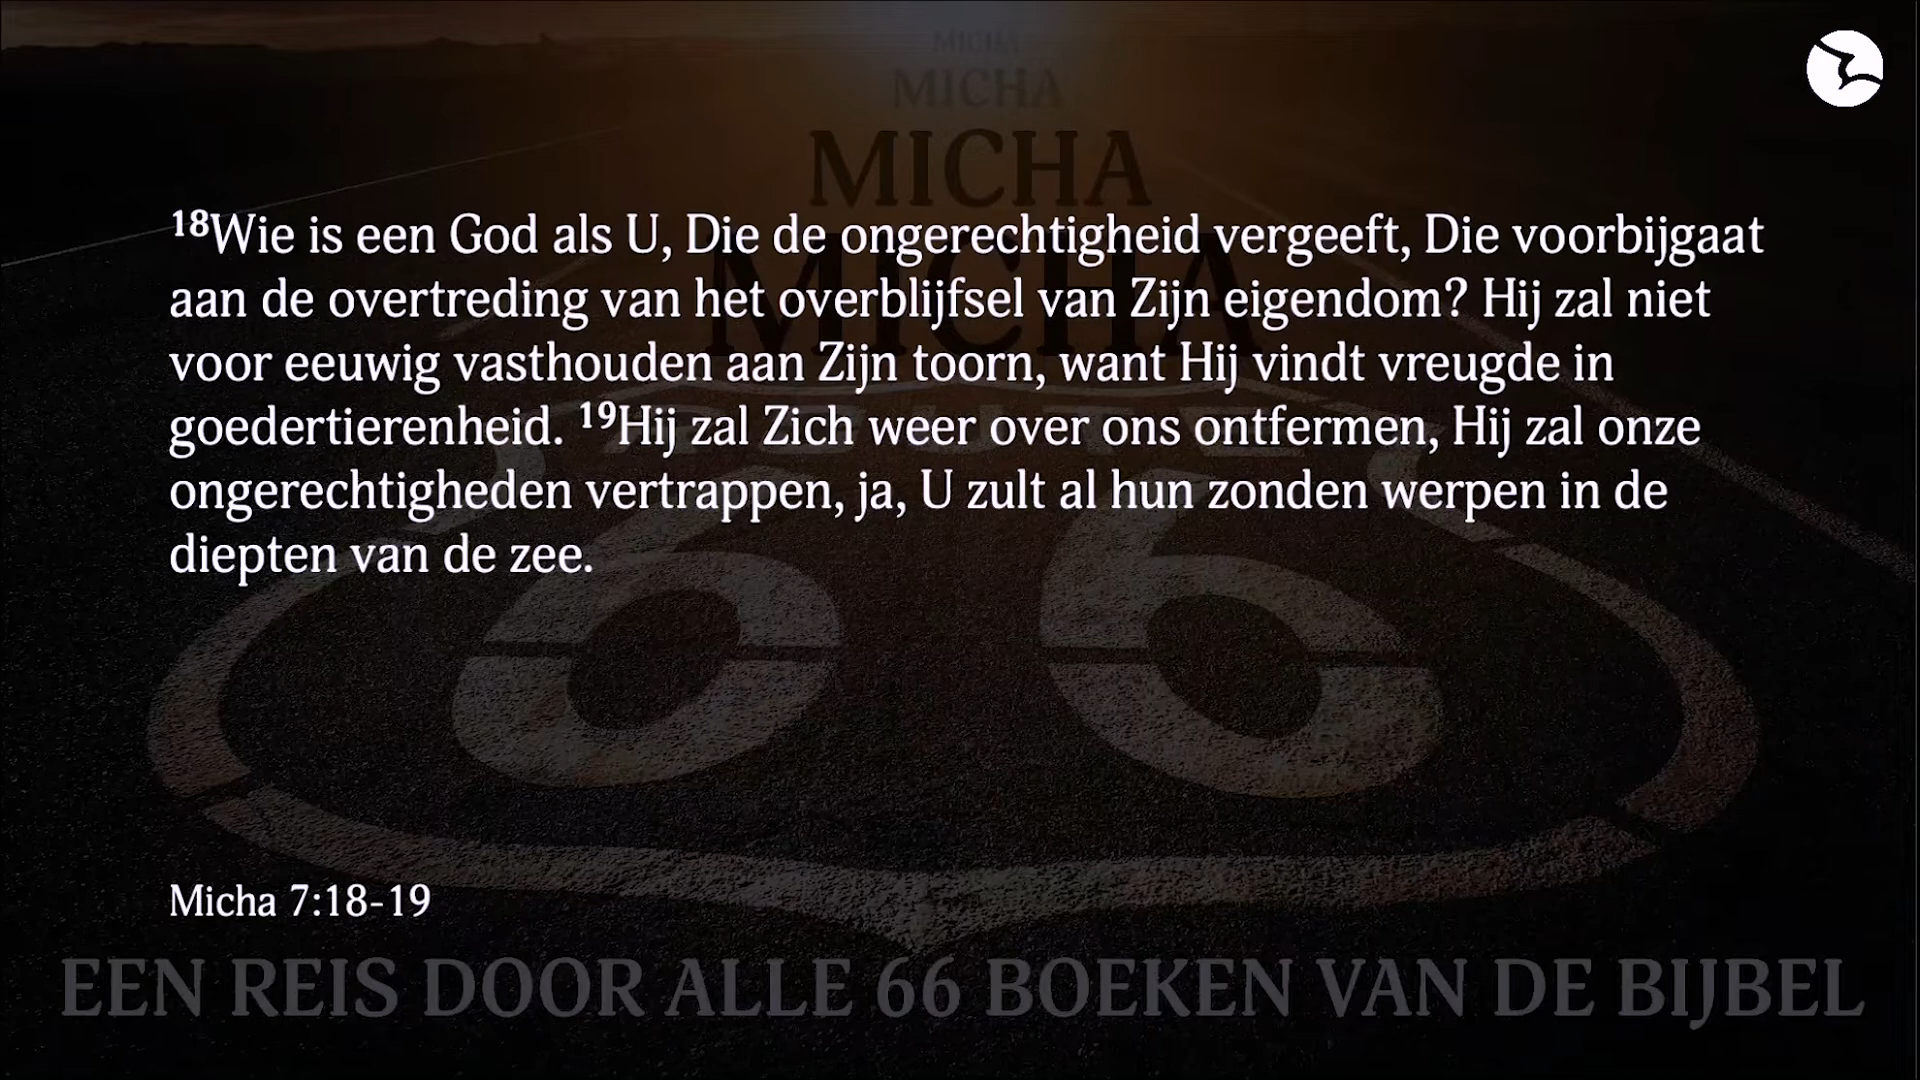 MICHA
MICHA
MICHA
MICHA
¹⁸Wie is een God als U, Die de ongerechtigheid vergeeft, Die voorbijgaat
aan de overtreding van het overblijfsel van Zijn eigendom? Hij zal niet
voor eeuwig vasthouden aan Zijn toorn, want Hij vindt vreugde in
goedertierenheid. ¹⁹Hij zal Zich weer over ons ontfermen, Hij zal onze
ongerechtigheden vertrappen, ja, U zult al hun zonden werpen in de
diepten van de zee.
ROUTE
66
Micha 7:18-19
EEN REIS DOOR ALLE 66 BOEKEN VAN DE BIJBEL